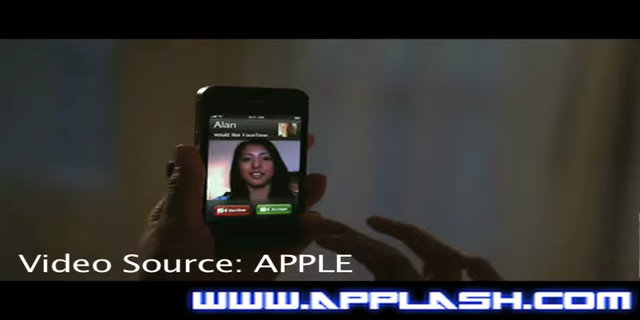 Alan
would like FaceTime...
Decline
Accept
Video Source: APPLE
WWW.APPLASH.COM